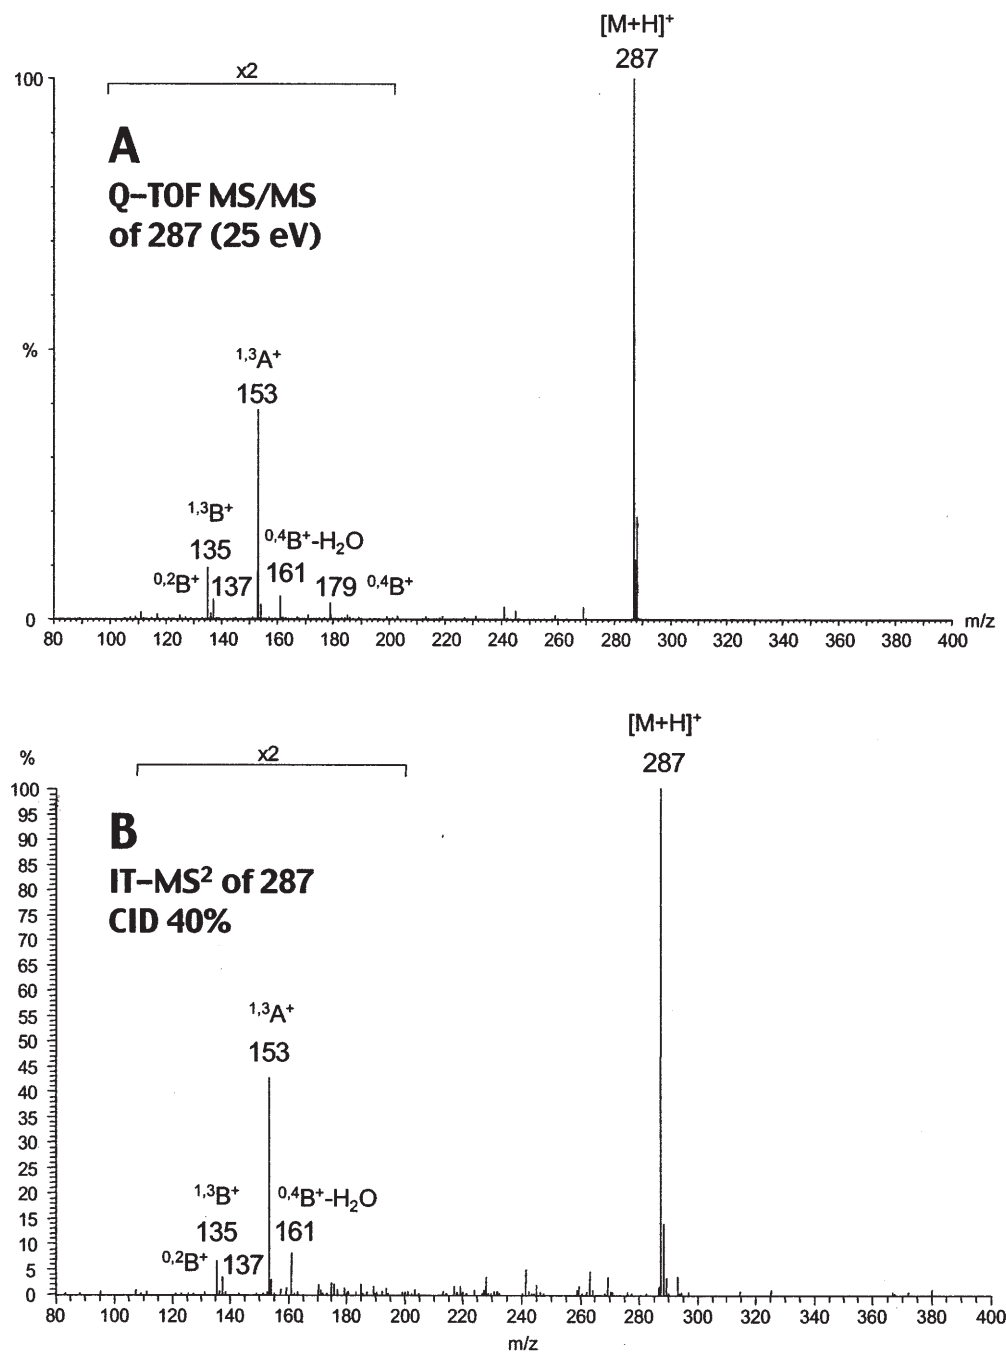 [M+H]⁺
287
x2
100
A
Q–TOF MS/MS
of 287 (25 eV)
%
¹,³A⁺
153
¹,³B⁺
⁰,⁴B⁺-H₂O
135
⁰,²B⁺ 137 161 179 ⁰,⁴B⁺
0
m/z
80 100 120 140 160 180 200 220 240 260 280 300 320 340 360 380 400
[M+H]⁺
% x2 287
100
95
B
90
85
IT–MS² of 287
80
75
CID 40%
70
65
60
¹,³A⁺
55
50
153
45
40
35
30
25
20
¹,³B⁺ ⁰,⁴B⁺-H₂O
15
135 161
10
⁰,²B⁺ 137
5
0
80 100 120 140 160 180 200 220 240 260 280 300 320 340 360 380 400
m/z